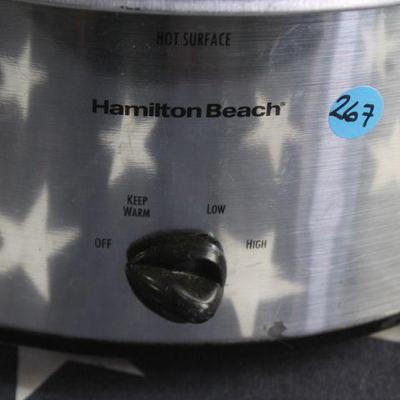 HOT SURFACE
Hamilton Beach®
267
KEEP
WARM
LOW
OFF
HIGH